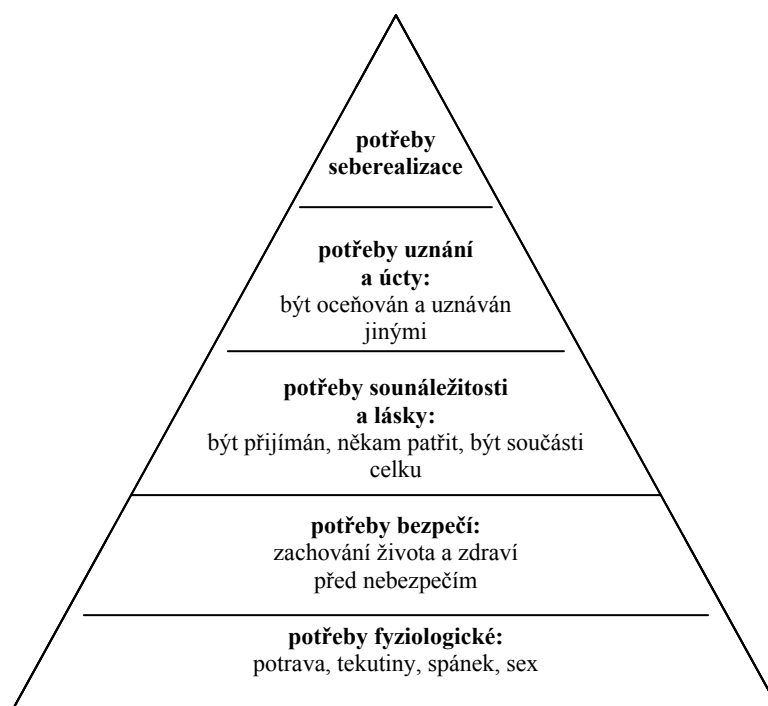 potřeby
seberealizace
potřeby uznání
a úcty:
být oceňován a uznáván
jinými
potřeby sounáležitosti
a lásky:
být přijímán, někam patřit, být součásti
celku
potřeby bezpečí:
zachování života a zdraví
před nebezpečím
potřeby fyziologické:
potrava, tekutiny, spánek, sex